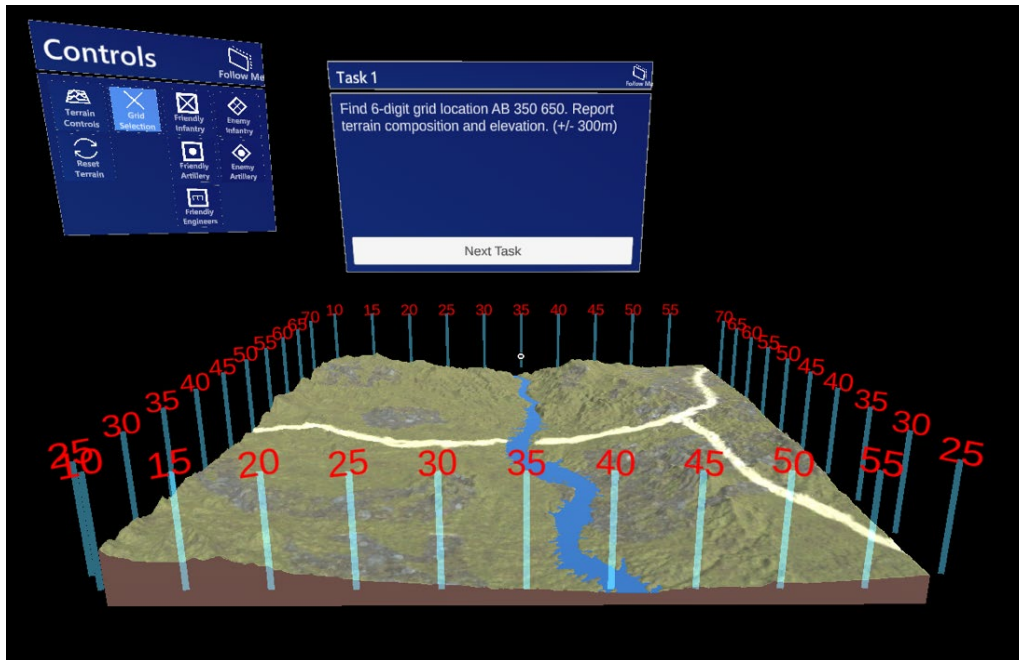 Controls
Follow Me
Terrain Controls
Grid Selection
Friendly Infantry
Enemy Infantry
Reset Terrain
Friendly Artillery
Enemy Artillery
Friendly Engineers
Task 1
Follow Me
Find 6-digit grid location AB 350 650. Report
terrain composition and elevation. (+/- 300m)
Next Task
10 15 20 25 30 35 40 45 50 55
70 65 60 55 50 45 40 35 30 25
70 65 60 55 50 45 40 35 30 25
10 15 20 25 30 35 40 45 50 55